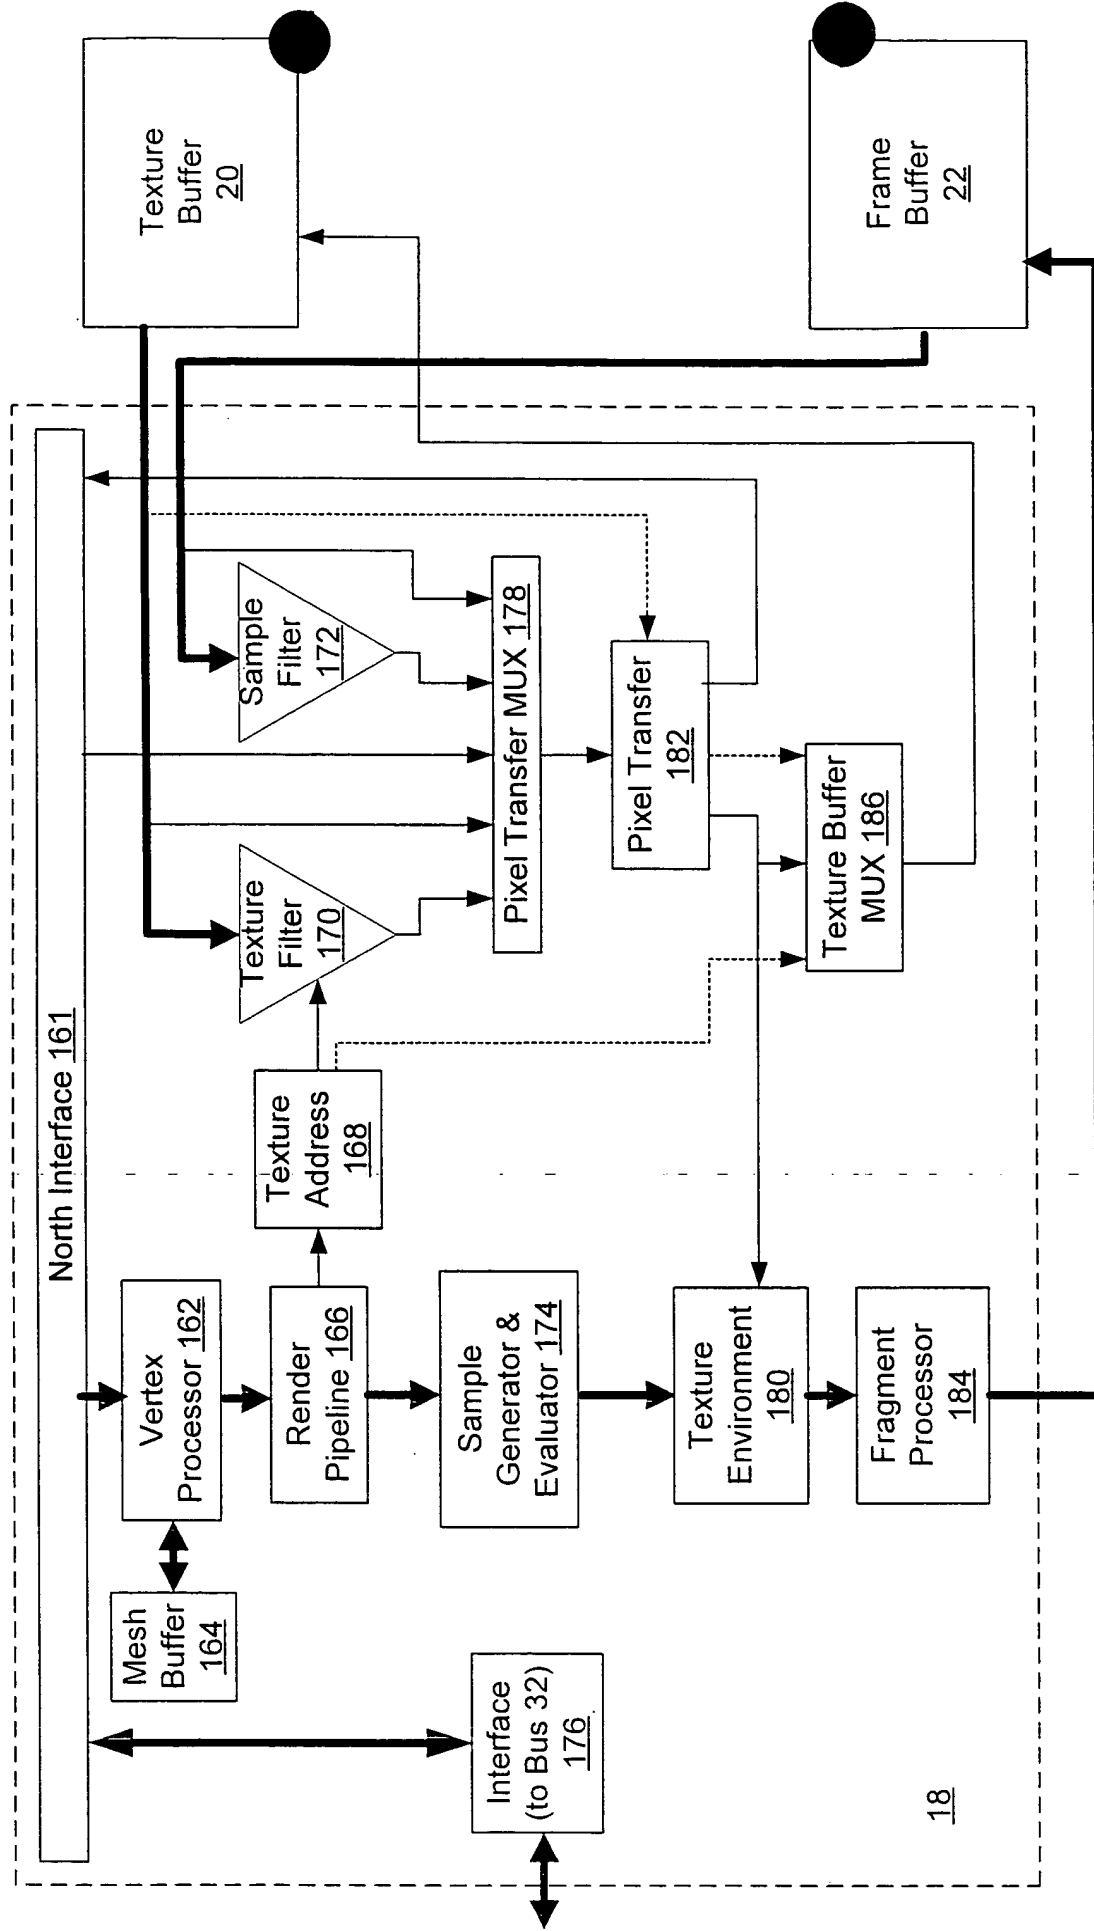 North Interface 161
Mesh
Buffer
164
Vertex
Processor 162
Render
Pipeline 166
Texture
Address
168
Texture
Filter
170
Sample
Filter
172
Texture
Buffer
20
Interface
(to Bus 32)
176
Sample
Generator &
Evaluator 174
Pixel Transfer MUX 178
Pixel Transfer
182
Texture
Environment
180
Texture Buffer
MUX 186
Fragment
Processor
184
Frame
Buffer
22
18